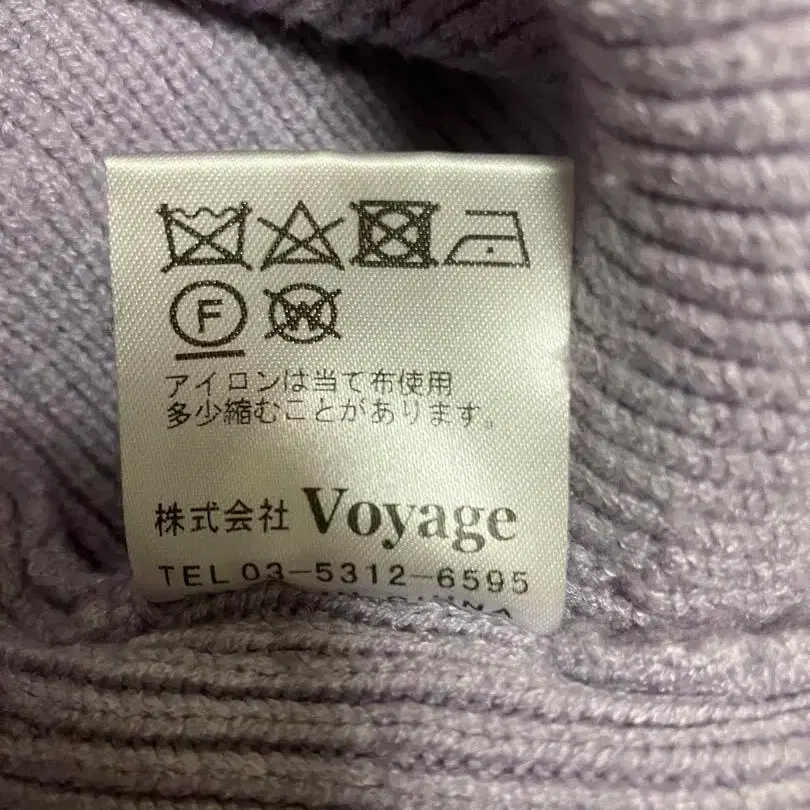 F W
アイロンは当て布使用
多少縮むことがあります。
株式会社 Voyage
TEL 03-5312-6595